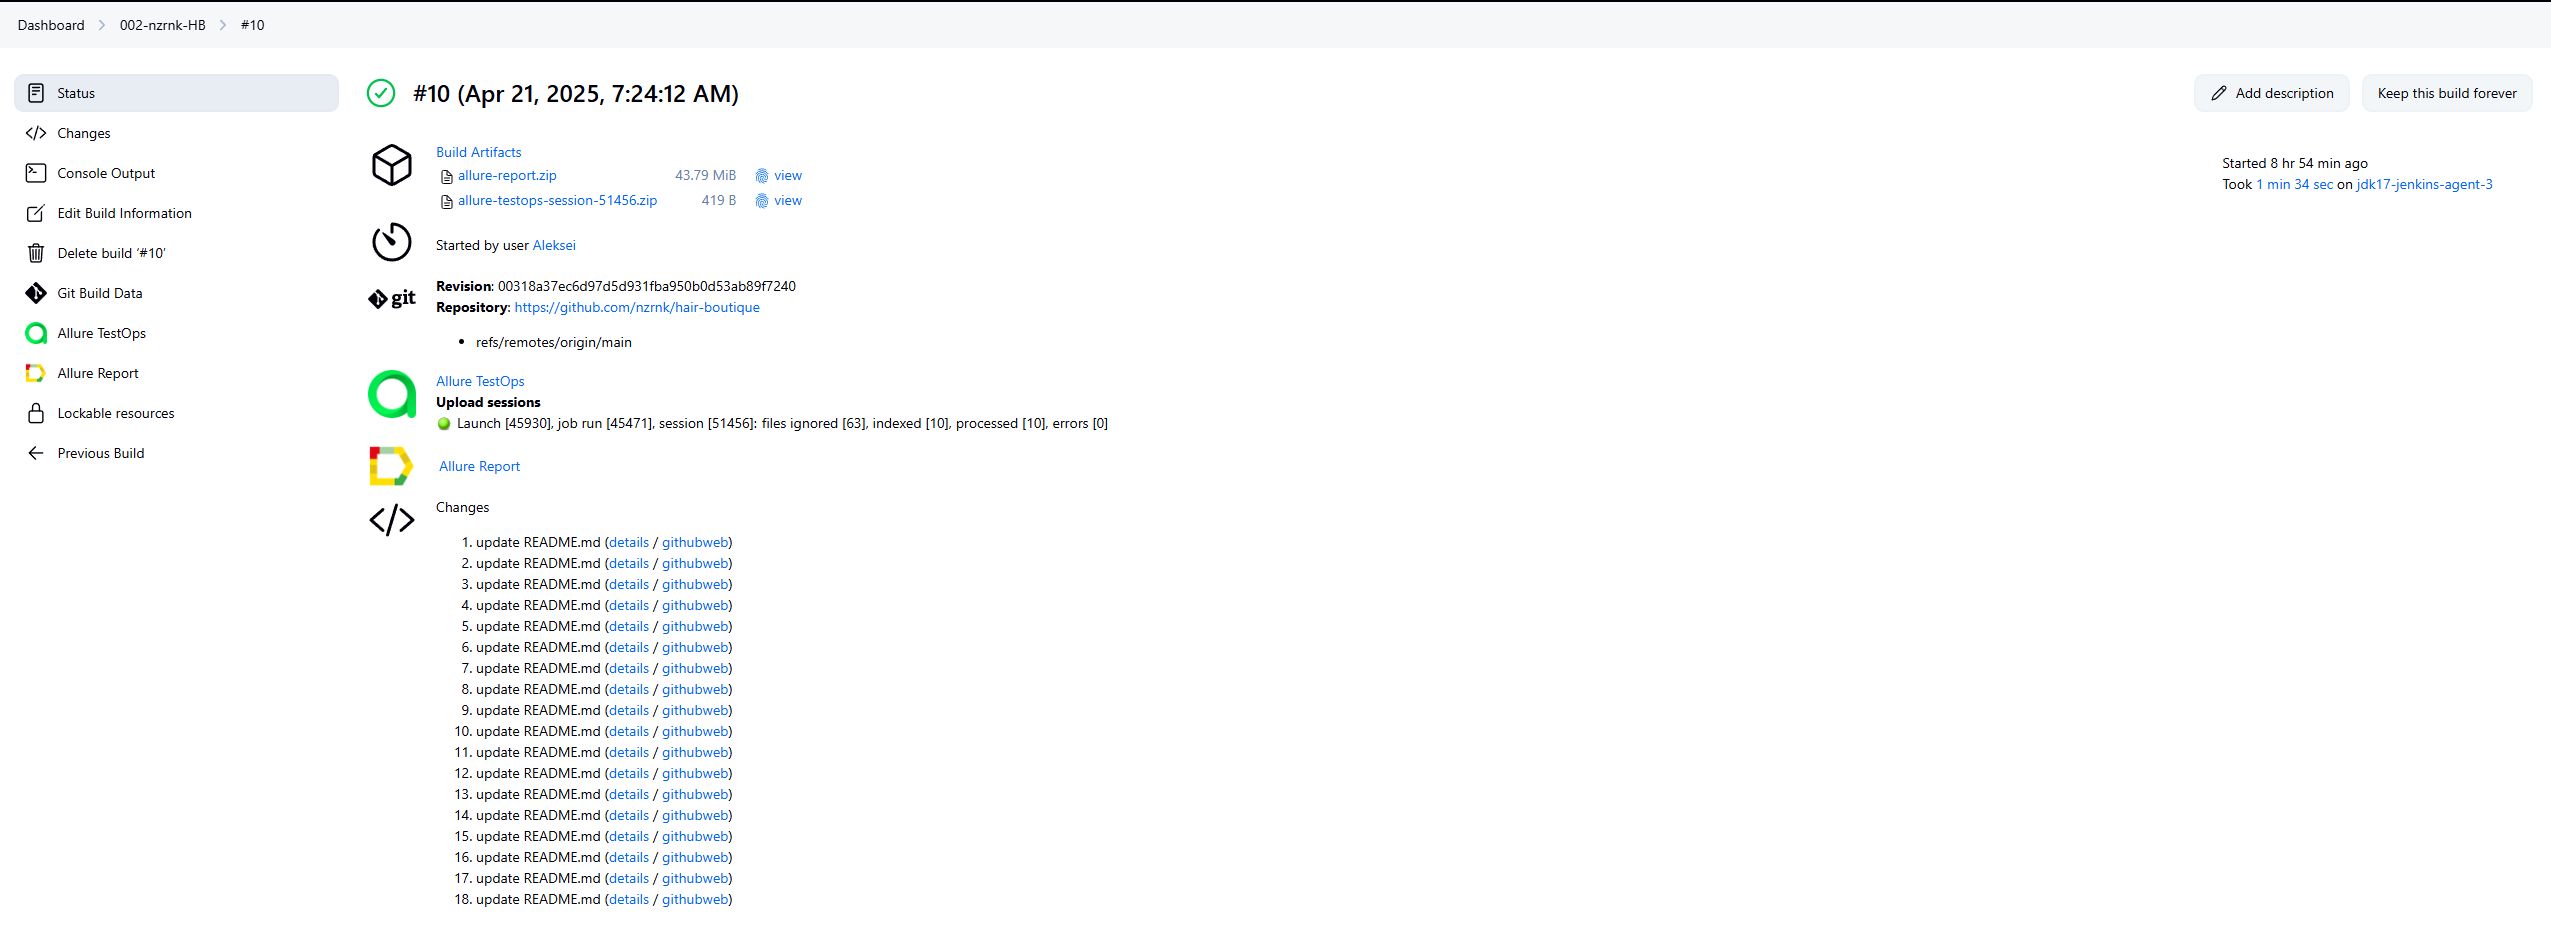 Dashboard > 002-nzrnk-HB > #10
Status
Changes
Console Output
Edit Build Information
Delete build ‘#10’
Git Build Data
Allure TestOps
Allure Report
Lockable resources
Previous Build
#10 (Apr 21, 2025, 7:24:12 AM)
Add description
Keep this build forever
Started 8 hr 54 min ago
Took 1 min 34 sec on jdk17-jenkins-agent-3
Build Artifacts
allure-report.zip 43.79 MiB view
allure-testops-session-51456.zip 419 B view
Started by user Aleksei
git
Revision: 00318a37ec6d97d5d931fba950b0d53ab89f7240
Repository: https://github.com/nzrnk/hair-boutique
• refs/remotes/origin/main
Allure TestOps
Upload sessions
Launch [45930], job run [45471], session [51456]: files ignored [63], indexed [10], processed [10], errors [0]
Allure Report
Changes
1. update README.md (details / githubweb)
2. update README.md (details / githubweb)
3. update README.md (details / githubweb)
4. update README.md (details / githubweb)
5. update README.md (details / githubweb)
6. update README.md (details / githubweb)
7. update README.md (details / githubweb)
8. update README.md (details / githubweb)
9. update README.md (details / githubweb)
10. update README.md (details / githubweb)
11. update README.md (details / githubweb)
12. update README.md (details / githubweb)
13. update README.md (details / githubweb)
14. update README.md (details / githubweb)
15. update README.md (details / githubweb)
16. update README.md (details / githubweb)
17. update README.md (details / githubweb)
18. update README.md (details / githubweb)